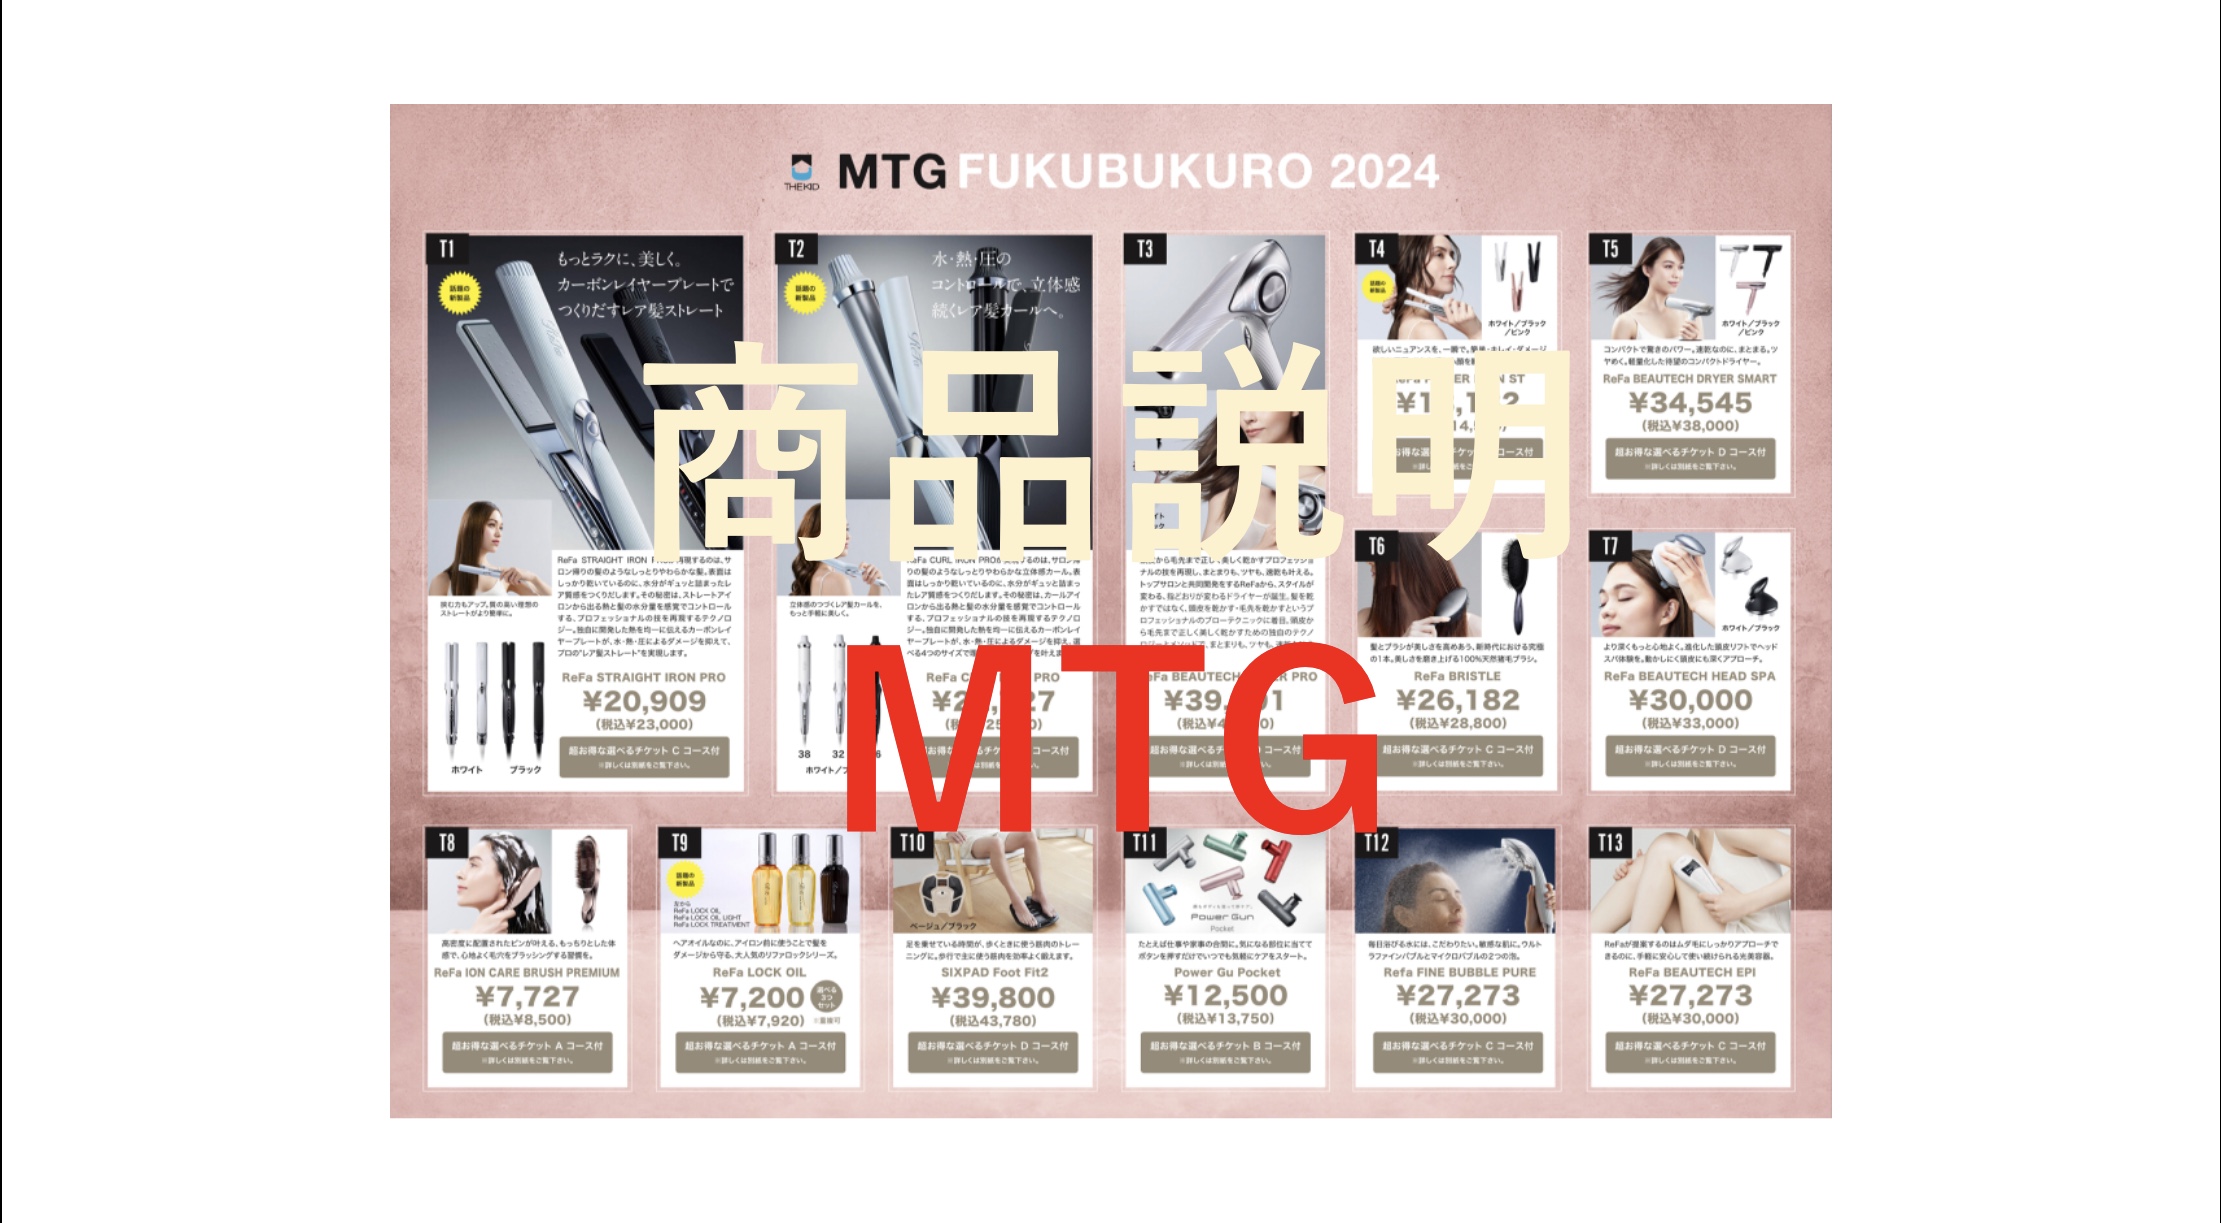 THEKID
MTG FUKUBUKURO 2024
T1
話題の
新製品
もっとラクに、美しく。
カーボンレイヤープレートで
つくりだすレア髪ストレート
挟む力もアップ。質の高い理想の
ストレートがより簡単に。
ReFa STRAIGHT IRON 再現するのは、サ
ロン帰りの髪のようなしっとりやわらかな髪。表面は
しっかり乾いているのに、水分がギュッと詰まったレ
ア質感をつくりだします。その秘密は、ストレートアイ
ロンから出る熱と髪の水分量を感覚でコントロール
する、プロフェッショナルの技を再現するテクノロ
ジー。独自に開発した熱を均一に伝えるカーボンレイ
ヤープレートが、水・熱・圧によるダメージを抑えて、
プロの"レア髪ストレート"を実現します。
ReFa STRAIGHT IRON PRO
¥20,909
(税込¥23,000)
超お得な選べるチケット C コース付
※詳しくは別紙をご覧下さい。
ホワイト ブラック
T2
話題の
新製品
水・熱・圧の
コントロールで、立体感
続くレア髪カールへ。
立体感のつづくレア髪カールを、
もっと手軽に美しく。
ReFa CURL IRON PROが するのは、サロン帰
りの髪のようなしっとりやわらかな立体感カール。表
面はしっかり乾いているのに、水分がギュッと詰まっ
たレア質感をつくりだします。その秘密は、カールアイ
ロンから出る熱と髪の水分量を感覚でコントロール
する、プロフェッショナルの技を再現するテクノロ
ジー。独自に開発した熱を均一に伝えるカーボンレイ
ヤープレートが、水・熱・圧によるダメージを抑え、選
べる4つのサイズで
ReFa PRO
38 32
コース付
T3
から毛先まで正しく、美しく乾かすプロフェッショ
ナルの技を再現し、まとまりも、ツヤも、速乾も叶える。
トップサロンと共同開発をするReFaから、スタイルが
変わる、指どおりが変わるドライヤーが誕生。髪を乾
かすではなく、頭皮を乾かす・毛先を乾かすというプ
ロフェッショナルのブローテクニックに着目。頭皮か
ら毛先まで正しく美しく乾かすための独自のテクノ
BEAUTECH PRO
コース付
T4
話題の
新製品
ホワイト/ブラック
/ピンク
欲しいニュアンスを、一瞬で。簡単・キレイ・ダメージ
ST
コース付
T5
ホワイト/ブラック
/ピンク
コンパクトで驚きのパワー。速乾なのに、まとまる。ツ
ヤめく。軽量化した待望のコンパクトドライヤー。
ReFa BEAUTECH DRYER SMART
¥34,545
(税込¥38,000)
超お得な選べるチケット D コース付
※詳しくは別紙をご覧下さい。
商品説明
T6
髪とブラシが美しさを高めあう、新時代における究極
の1本。美しさを磨き上げる100%天然猪毛ブラシ。
ReFa BRISTLE
¥26,182
(税込¥28,800)
超お得な選べるチケット C コース付
※詳しくは別紙をご覧下さい。
T7
ホワイト/ブラック
より深くもっと心地よく。進化した頭皮リフトでヘッド
スパ体験を。動かしにくく頭皮にも深くアプローチ。
ReFa BEAUTECH HEAD SPA
¥30,000
(税込¥33,000)
超お得な選べるチケット D コース付
※詳しくは別紙をご覧下さい。
MTG
T8
高密度に配置されたピンが叶える、もっちりとした体
感で、心地よく毛穴をブラッシングする習慣を。
ReFa ION CARE BRUSH PREMIUM
¥7,727
(税込¥8,500)
超お得な選べるチケット A コース付
※詳しくは別紙をご覧下さい。
T9
話題の
新製品
左から
ReFa LOCK OIL
ReFa LOCK OIL LIGHT
ReFa LOCK TREATMENT
ヘアオイルなのに、アイロン前に使うことで髪を
ダメージから守る、大人気のリファロックシリーズ。
ReFa LOCK OIL
¥7,200
選べる
3つ
セット
(税込¥7,920) ※重複可
超お得な選べるチケット A コース付
※詳しくは別紙をご覧下さい。
T10
ベージュ/ブラック
足を乗せている時間が、歩くときに使う筋肉のトレー
ニングに。歩行で主に使う筋肉を効率よく鍛えます。
SIXPAD Foot Fit2
¥39,800
(税込43,780)
超お得な選べるチケット D コース付
※詳しくは別紙をご覧下さい。
T11
Power Gun
Pocket
たとえば仕事や家事の合間に。気になる部位に当てて
ボタンを押すだけでいつでも気軽にケアをスタート。
Power Gu Pocket
¥12,500
(税込¥13,750)
超お得な選べるチケット B コース付
※詳しくは別紙をご覧下さい。
T12
毎日浴びる水には、こだわりたい。敏感な肌に。ウルト
ラファインバブルとマイクロバブルの2つの泡。
Refa FINE BUBBLE PURE
¥27,273
(税込¥30,000)
超お得な選べるチケット C コース付
※詳しくは別紙をご覧下さい。
T13
ReFaが提案するのはムダ毛にしっかりアプローチで
きるのに、手軽に安心して使い続けられる光美容器。
ReFa BEAUTECH EPI
¥27,273
(税込¥30,000)
超お得な選べるチケット C コース付
※詳しくは別紙をご覧下さい。